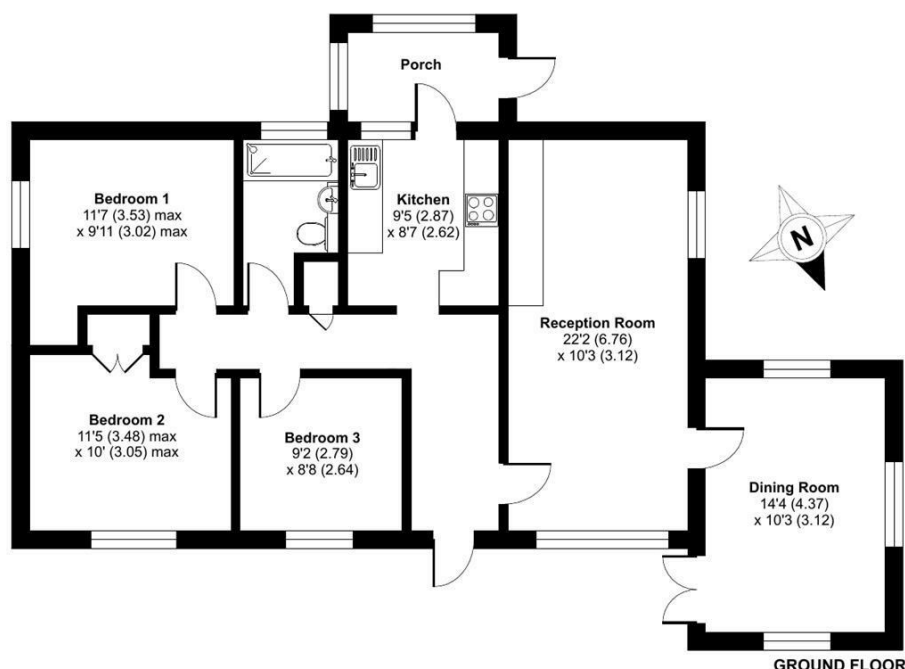 Porch
Bedroom 1
11'7 (3.53) max
x 9'11 (3.02) max
Kitchen
9'5 (2.87)
x 8'7 (2.62)
N
Reception Room
22'2 (6.76)
x 10'3 (3.12)
Bedroom 2
11'5 (3.48) max
x 10' (3.05) max
Bedroom 3
9'2 (2.79)
x 8'8 (2.64)
Dining Room
14'4 (4.37)
x 10'3 (3.12)
GROUND FLOOR